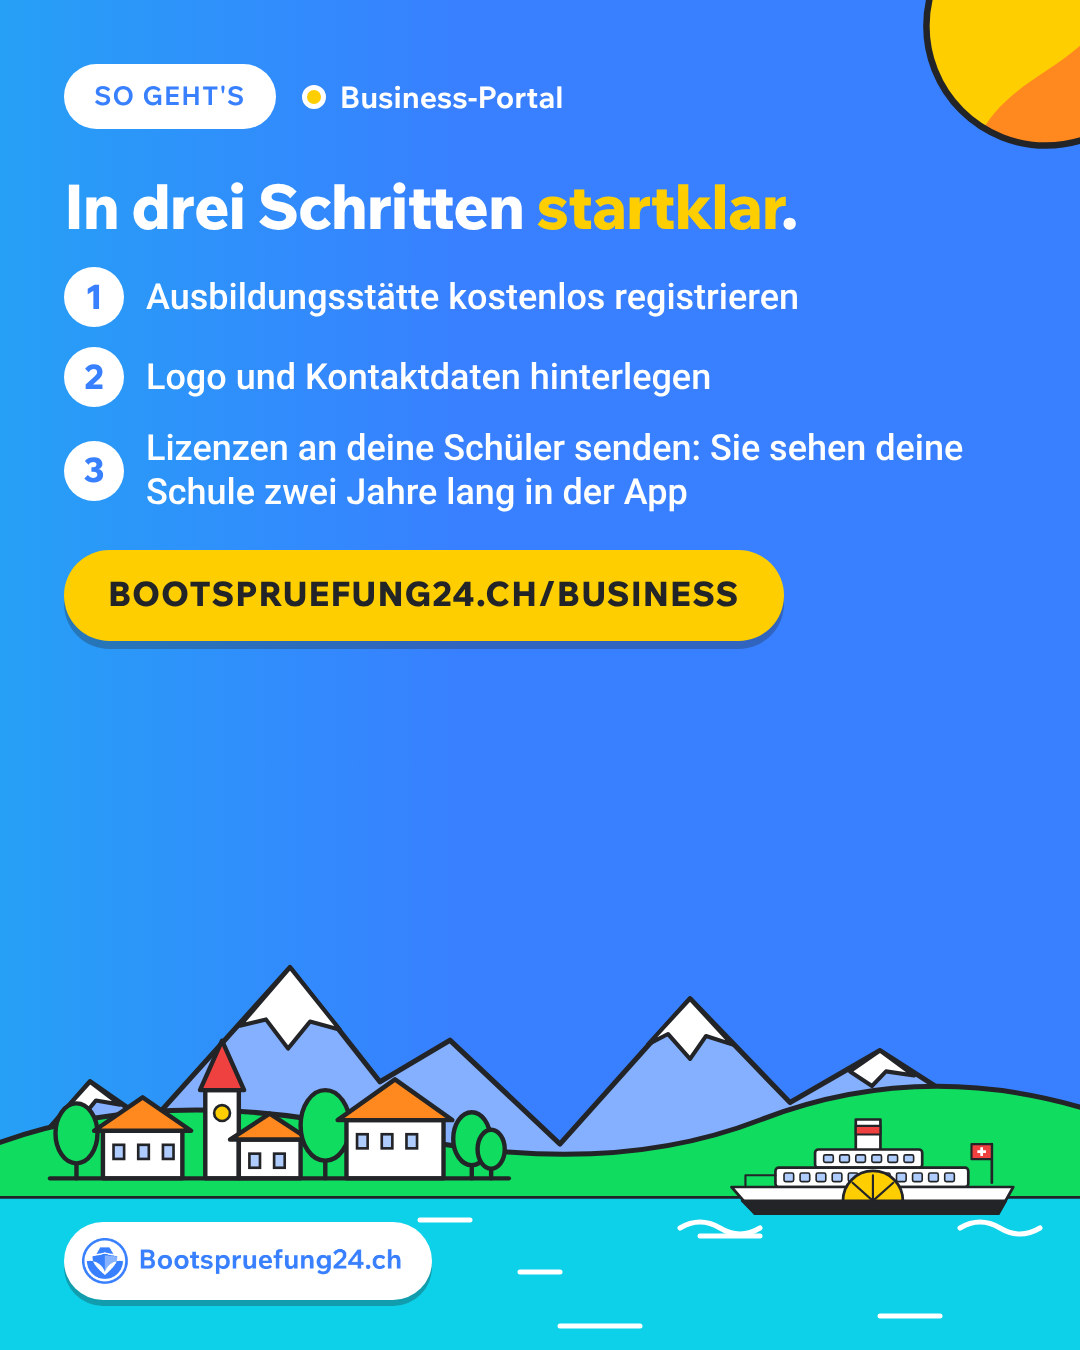 SO GEHT'S
Business-Portal
In drei Schritten startklar.
1 Ausbildungsstätte kostenlos registrieren
2 Logo und Kontaktdaten hinterlegen
3 Lizenzen an deine Schüler senden: Sie sehen deine
Schule zwei Jahre lang in der App
BOOTSPRUEFUNG24.CH/BUSINESS
Bootspruefung24.ch